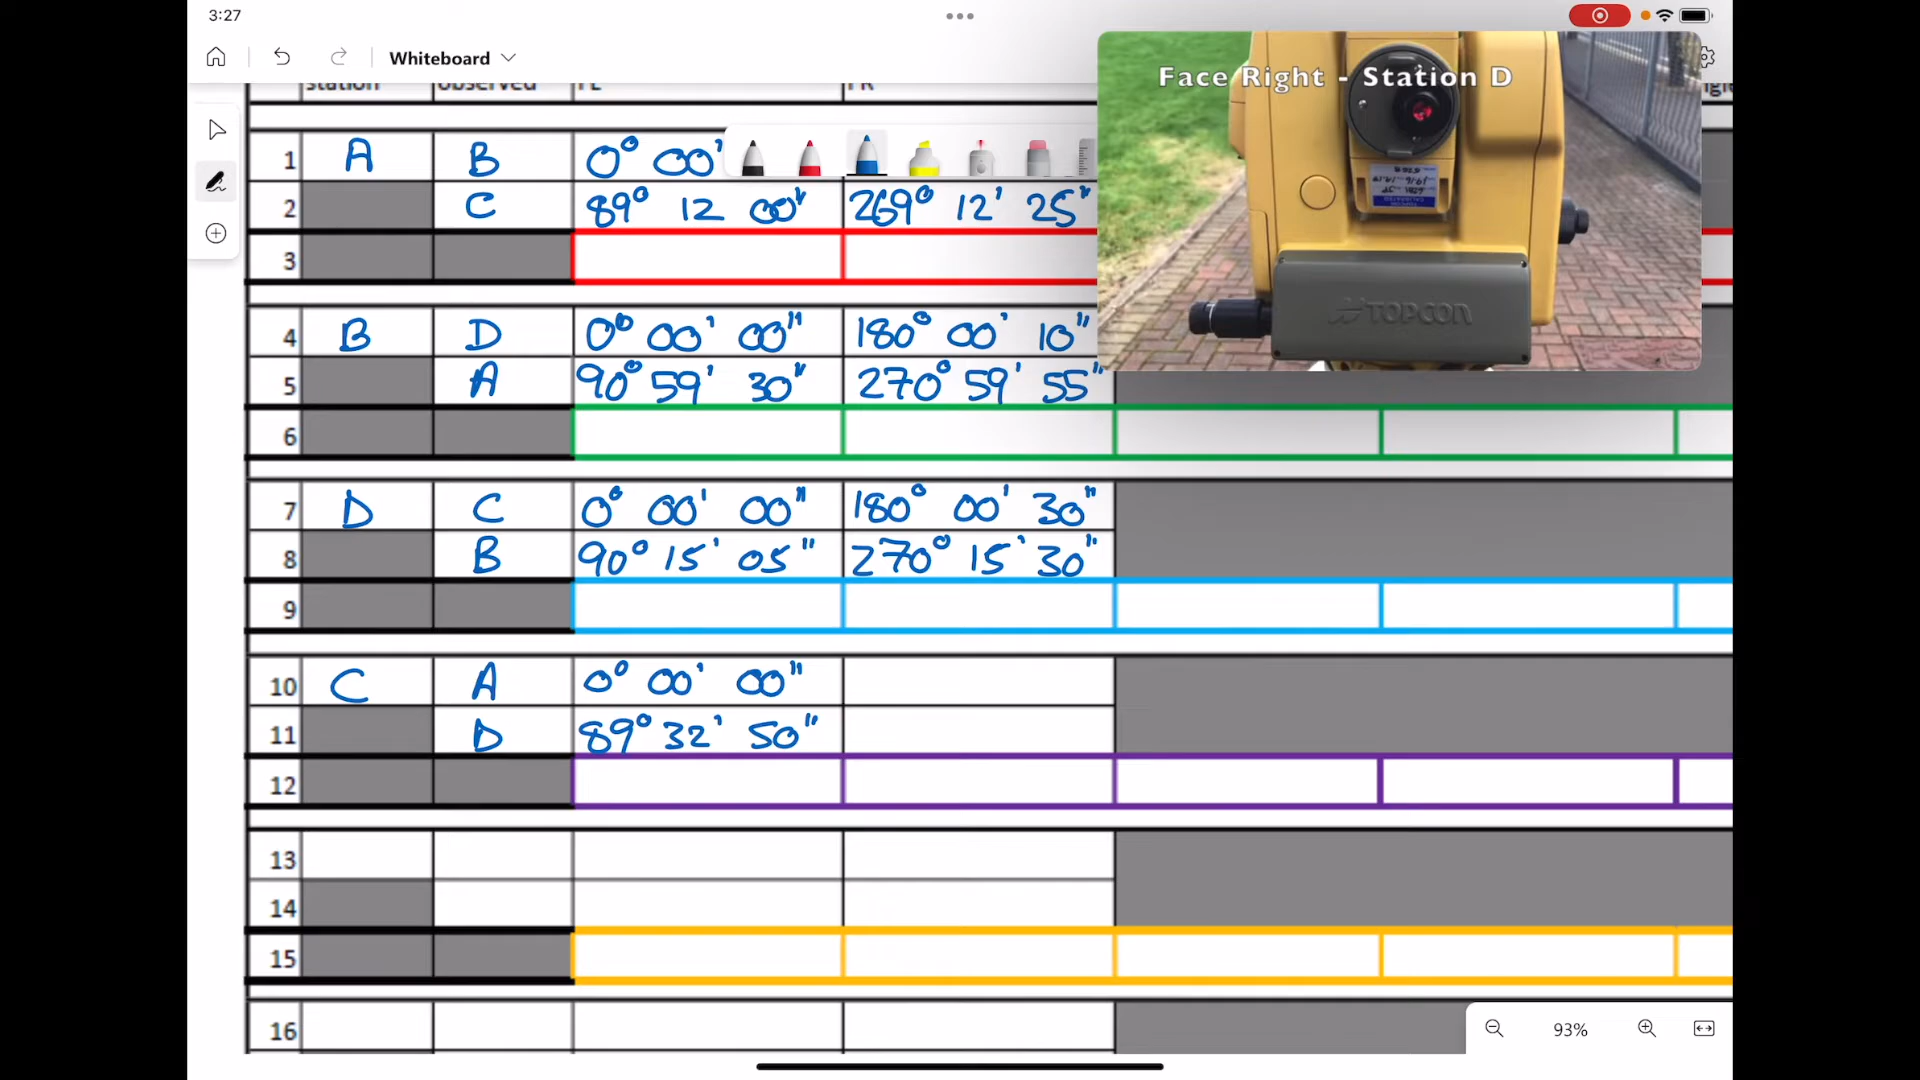 3:27
Whiteboard
Face Right - Station D
station observed FL FR
1 A B 0° 00'
2 C 89° 12 00" 269° 12' 25"
3
4 B D 0° 00' 00" 180° 00' 10"
5 A 90° 59' 30" 270° 59' 55"
6
7 D C 0° 00' 00" 180° 00' 30"
8 B 90° 15' 05" 270° 15' 30"
9
10 C A 0° 00' 00"
11 D 89° 32' 50"
12
13
14
15
16
TOPCON
93%